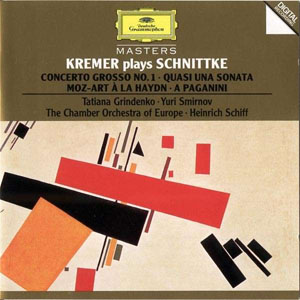 DIGITAL
RECORDING
Deutsche
Grammophon
MASTERS
KREMER plays SCHNITTKE
CONCERTO GROSSO NO. 1 · QUASI UNA SONATA
MOZ-ART À LA HAYDN · A PAGANINI
Tatiana Grindenko · Yuri Smirnov
The Chamber Orchestra of Europe · Heinrich Schiff